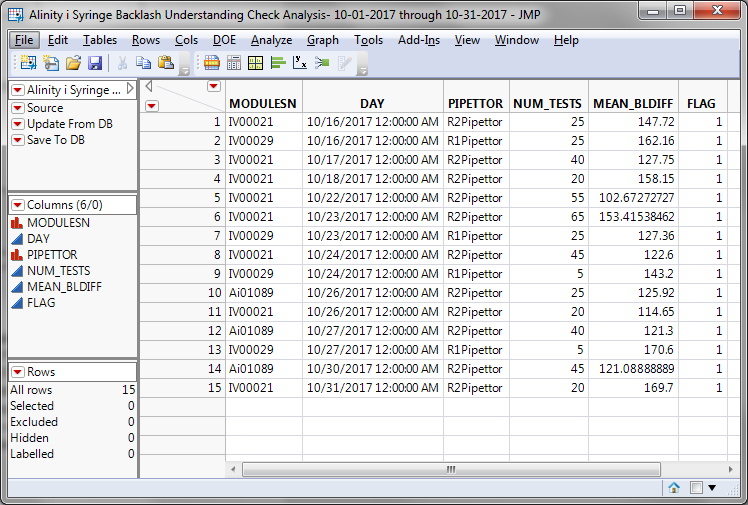 Alinity i Syringe Backlash Understanding Check Analysis- 10-01-2017 through 10-31-2017 - JMP
File Edit Tables Rows Cols DOE Analyze Graph Tools Add-Ins View Window Help
Alinity i Syringe ...
Source
Update From DB
Save To DB
Columns (6/0)
MODULESN
DAY
PIPETTOR
NUM_TESTS
MEAN_BLDIFF
FLAG
Rows
All rows 15
Selected 0
Excluded 0
Hidden 0
Labelled 0
MODULESN DAY PIPETTOR NUM_TESTS MEAN_BLDIFF FLAG
1 IV00021 10/16/2017 12:00:00 AM R2Pipettor 25 147.72 1
2 IV00029 10/16/2017 12:00:00 AM R1Pipettor 25 162.16 1
3 IV00021 10/17/2017 12:00:00 AM R2Pipettor 40 127.75 1
4 IV00021 10/18/2017 12:00:00 AM R2Pipettor 20 158.15 1
5 IV00021 10/22/2017 12:00:00 AM R2Pipettor 55 102.67272727 1
6 IV00021 10/23/2017 12:00:00 AM R2Pipettor 65 153.41538462 1
7 IV00029 10/23/2017 12:00:00 AM R1Pipettor 25 127.36 1
8 IV00021 10/24/2017 12:00:00 AM R2Pipettor 45 122.6 1
9 IV00029 10/24/2017 12:00:00 AM R1Pipettor 5 143.2 1
10 Ai01089 10/26/2017 12:00:00 AM R2Pipettor 25 125.92 1
11 IV00021 10/26/2017 12:00:00 AM R2Pipettor 20 114.65 1
12 Ai01089 10/27/2017 12:00:00 AM R2Pipettor 40 121.3 1
13 IV00029 10/27/2017 12:00:00 AM R1Pipettor 5 170.6 1
14 Ai01089 10/30/2017 12:00:00 AM R2Pipettor 45 121.08888889 1
15 IV00021 10/31/2017 12:00:00 AM R2Pipettor 20 169.7 1